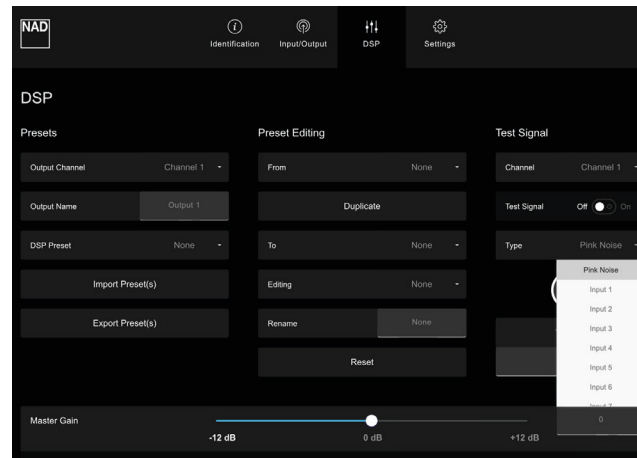 NAD
Identification
Input/Output
DSP
Settings
DSP
Presets
Output Channel Channel 1
Output Name Output 1
DSP Preset None
Import Preset(s)
Export Preset(s)
Preset Editing
From None
Duplicate
To None
Editing None
Rename None
Reset
Test Signal
Channel Channel 1
Test Signal Off On
Type Pink Noise
Pink Noise
Input 1
Input 2
Input 3
Input 4
Input 5
Input 6
Input 7
0
Master Gain
-12 dB 0 dB +12 dB